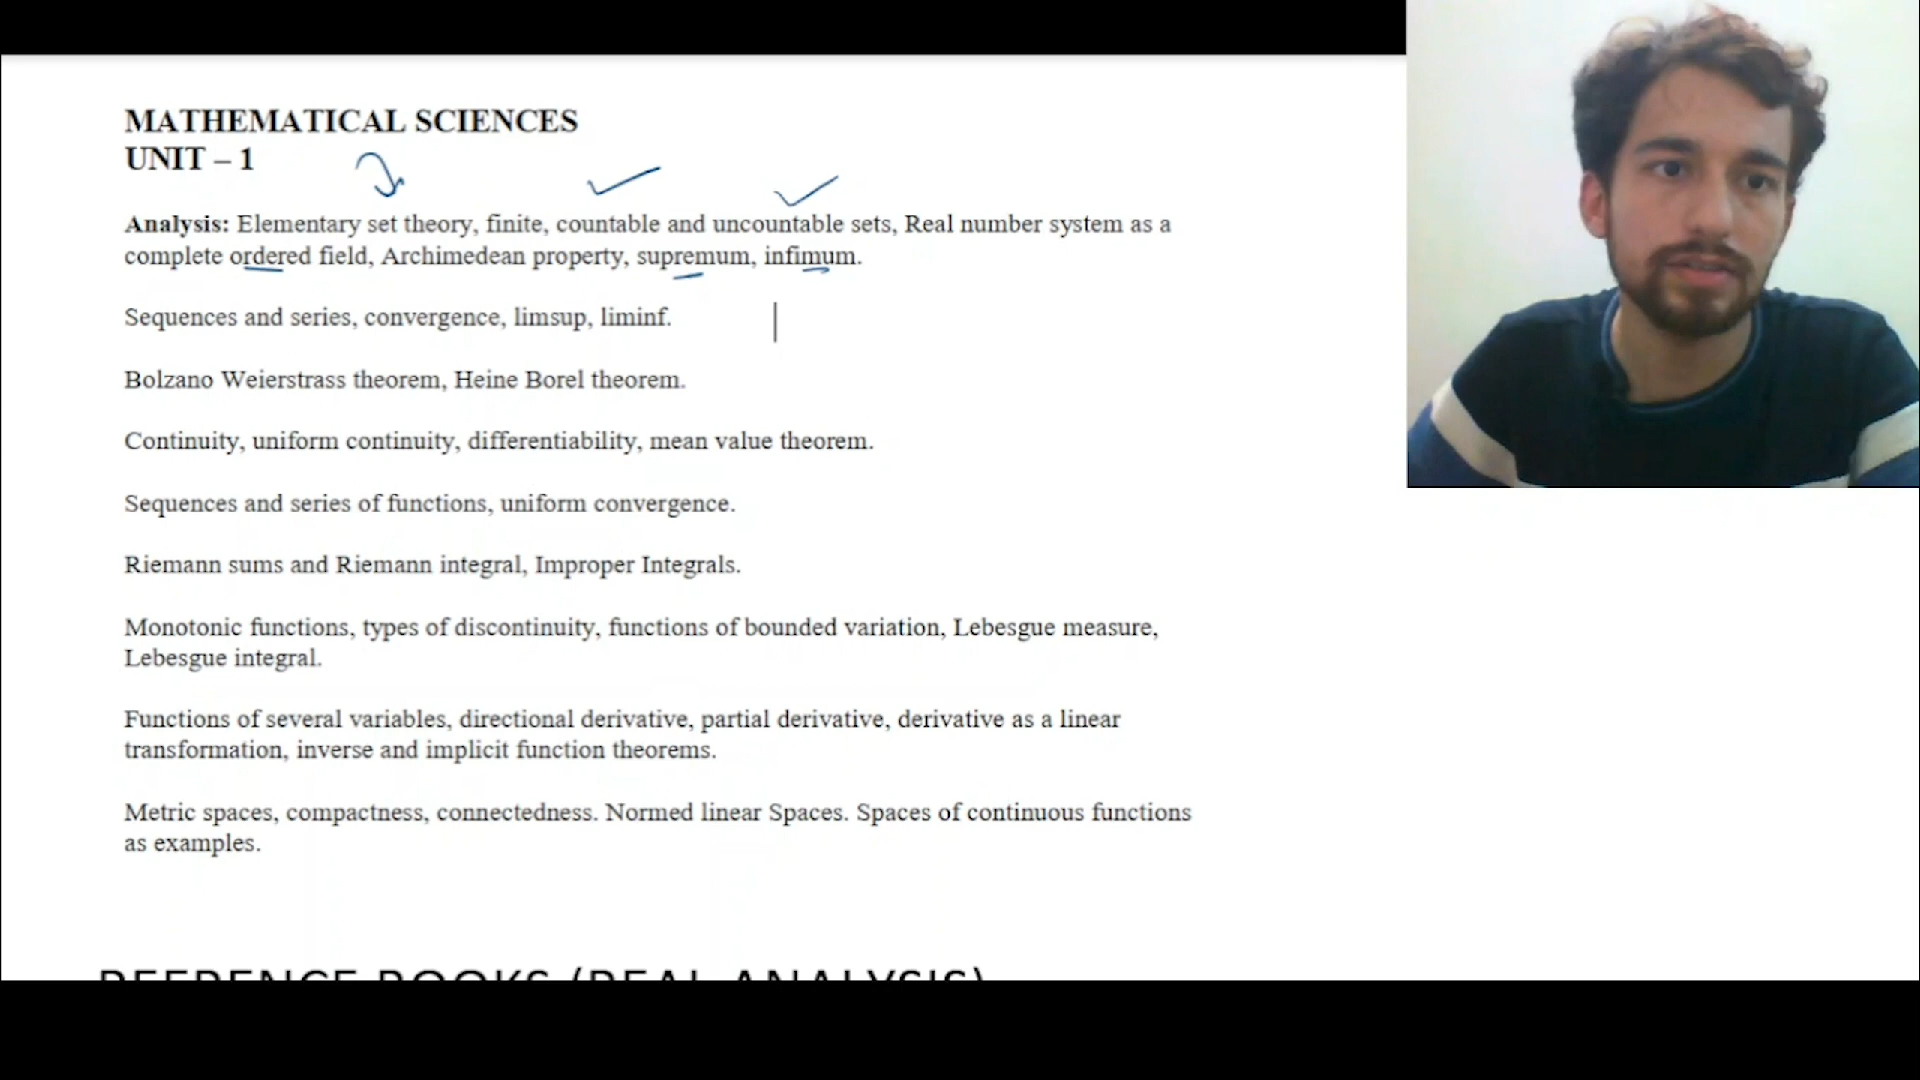 MATHEMATICAL SCIENCES
UNIT – 1
Analysis: Elementary set theory, finite, countable and uncountable sets, Real number system as a
complete ordered field, Archimedean property, supremum, infimum.
Sequences and series, convergence, limsup, liminf.
Bolzano Weierstrass theorem, Heine Borel theorem.
Continuity, uniform continuity, differentiability, mean value theorem.
Sequences and series of functions, uniform convergence.
Riemann sums and Riemann integral, Improper Integrals.
Monotonic functions, types of discontinuity, functions of bounded variation, Lebesgue measure,
Lebesgue integral.
Functions of several variables, directional derivative, partial derivative, derivative as a linear
transformation, inverse and implicit function theorems.
Metric spaces, compactness, connectedness. Normed linear Spaces. Spaces of continuous functions
as examples.
BOOKS (REAL ANALYSIS)